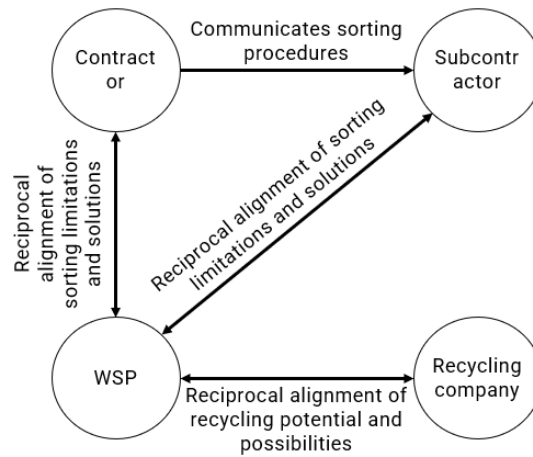 Communicates sorting
procedures
Contract
or
Subcontr
actor
Reciprocal
alignment of
sorting limitations
and solutions
Reciprocal alignment of sorting
limitations and solutions
WSP
Recycling
company
Reciprocal alignment of
recycling potential and
possibilities